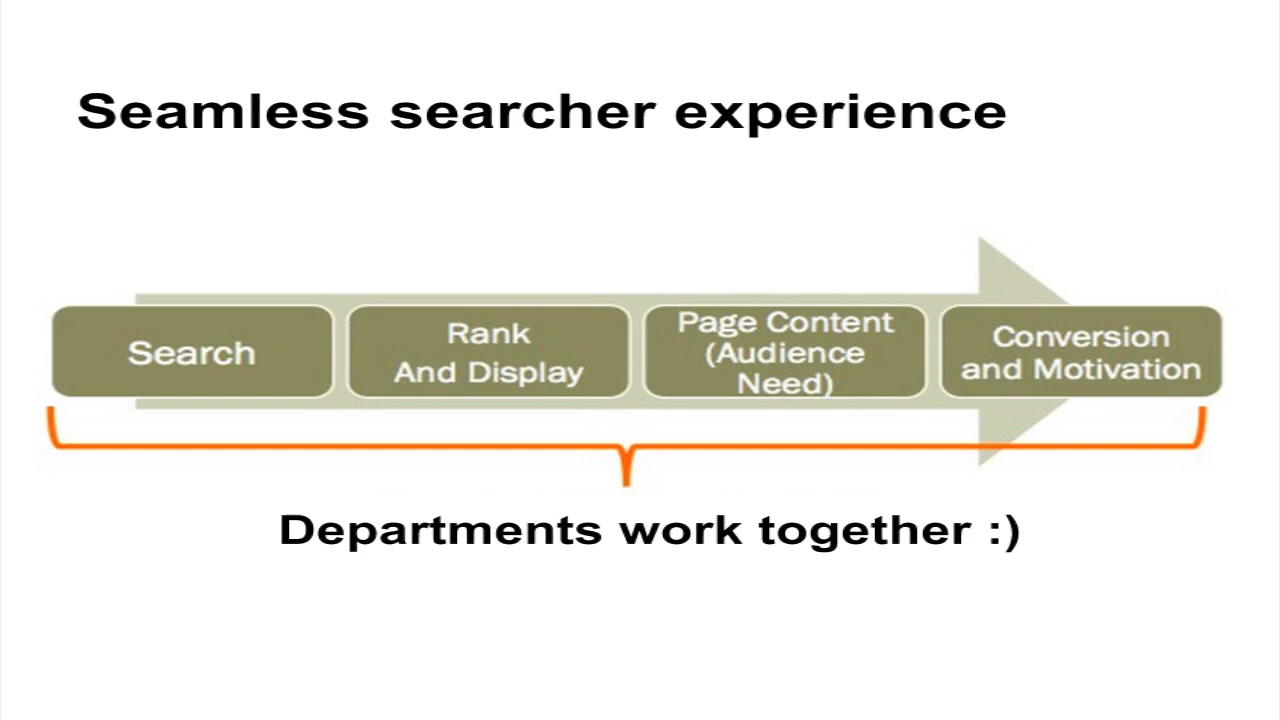 Seamless searcher experience
Search
Rank
And Display
Page Content
(Audience
Need)
Conversion
and Motivation
Departments work together :)